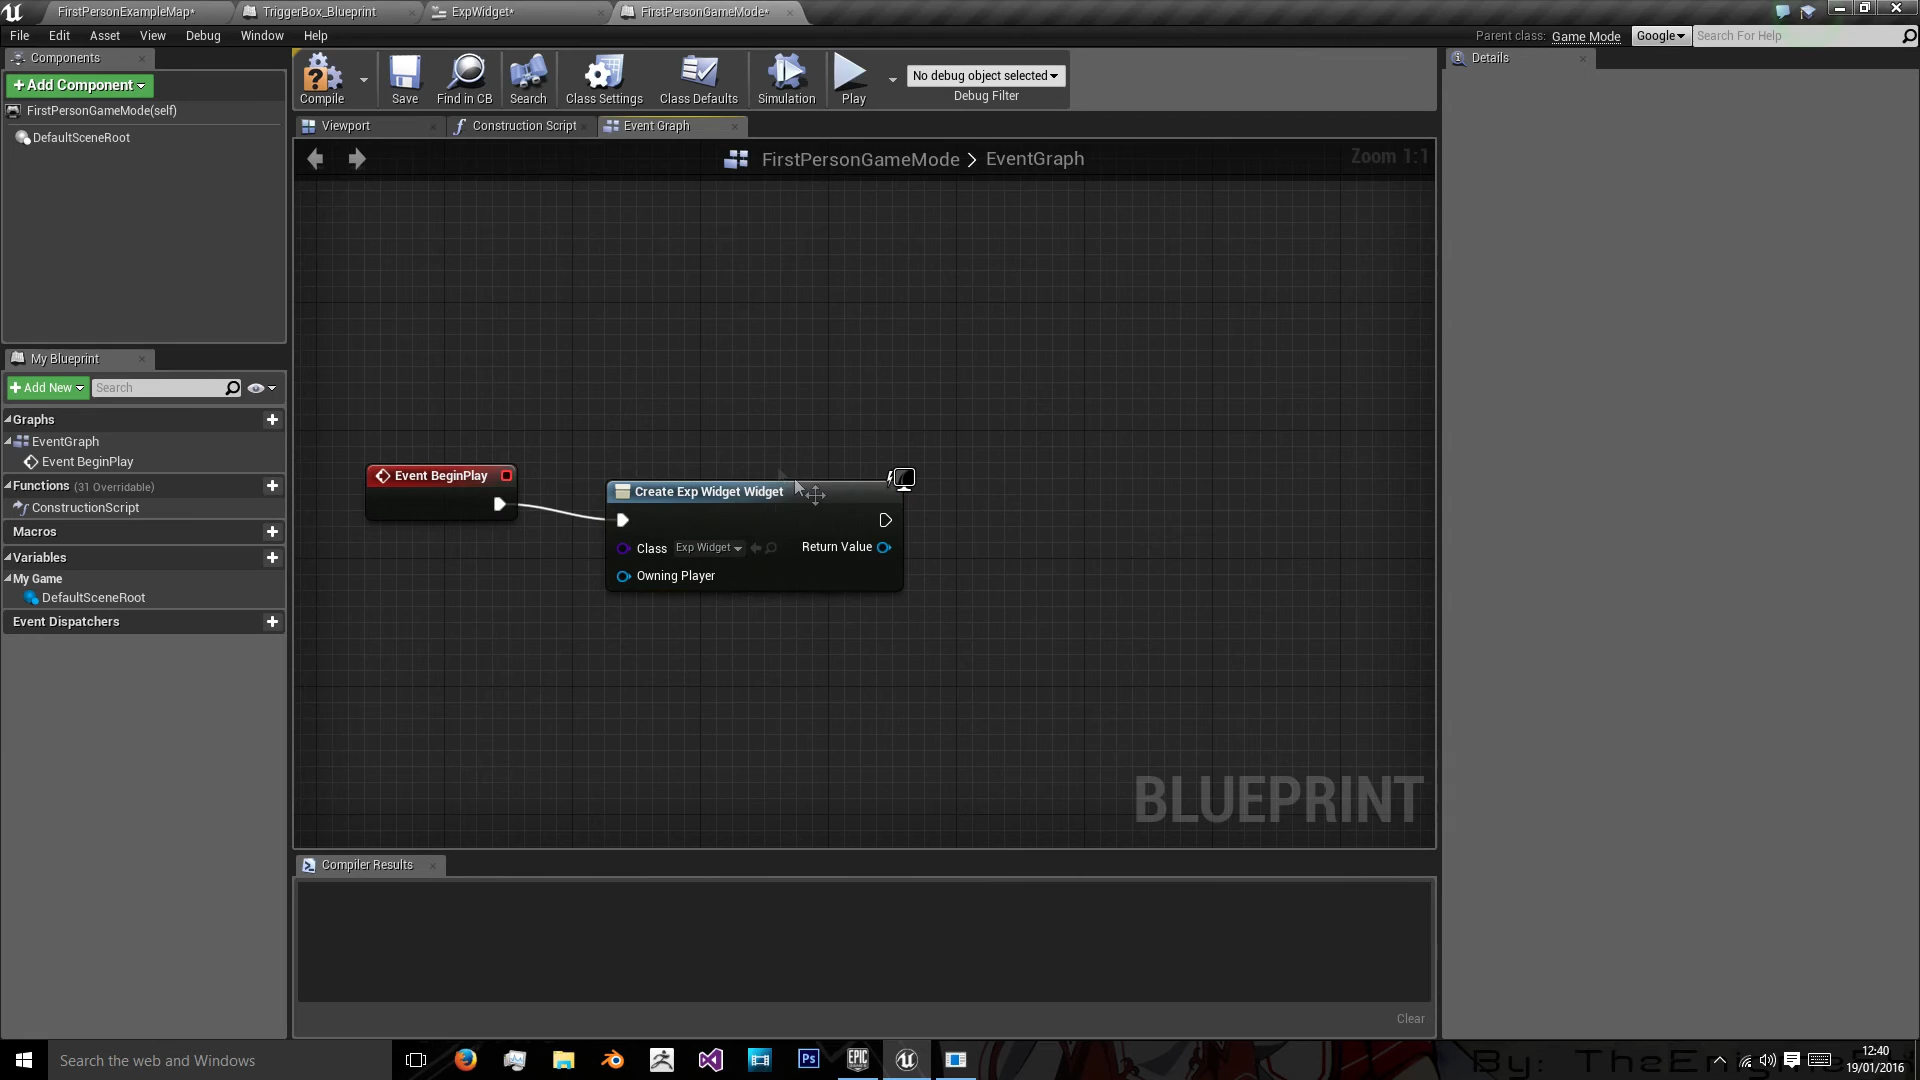 FirstPersonExampleMap*
TriggerBox_Blueprint
ExpWidget*
FirstPersonGameMode*
File Edit Asset View Debug Window Help
Parent class: Game Mode
Google
Search For Help
Components
+Add Component
FirstPersonGameMode(self)
DefaultSceneRoot
Compile
Save
Find in CB
Search
Class Settings
Class Defaults
Simulation
Play
No debug object selected
Debug Filter
Details
Viewport
Construction Script
Event Graph
FirstPersonGameMode > EventGraph
Zoom 1:1
My Blueprint
+Add New
Search
Graphs
EventGraph
Event BeginPlay
Functions (31 Overridable)
ConstructionScript
Macros
Variables
My Game
DefaultSceneRoot
Event Dispatchers
Event BeginPlay
Create Exp Widget Widget
Class Exp Widget
Return Value
Owning Player
BLUEPRINT
Compiler Results
Clear
Search the web and Windows
Ps
EPIC
GAMES
12:40
19/01/2016